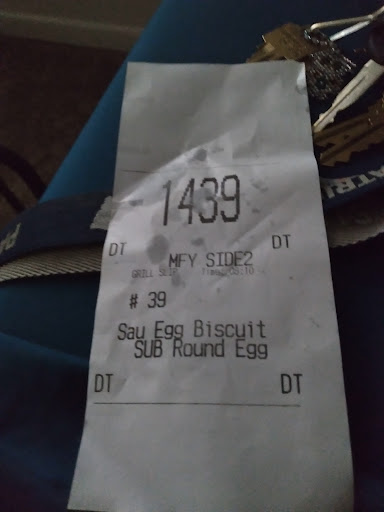 1439
DT DT
MFY SIDE2
GRILL SLIP
# 39
Sau Egg Biscuit
SUB Round Egg
DT DT